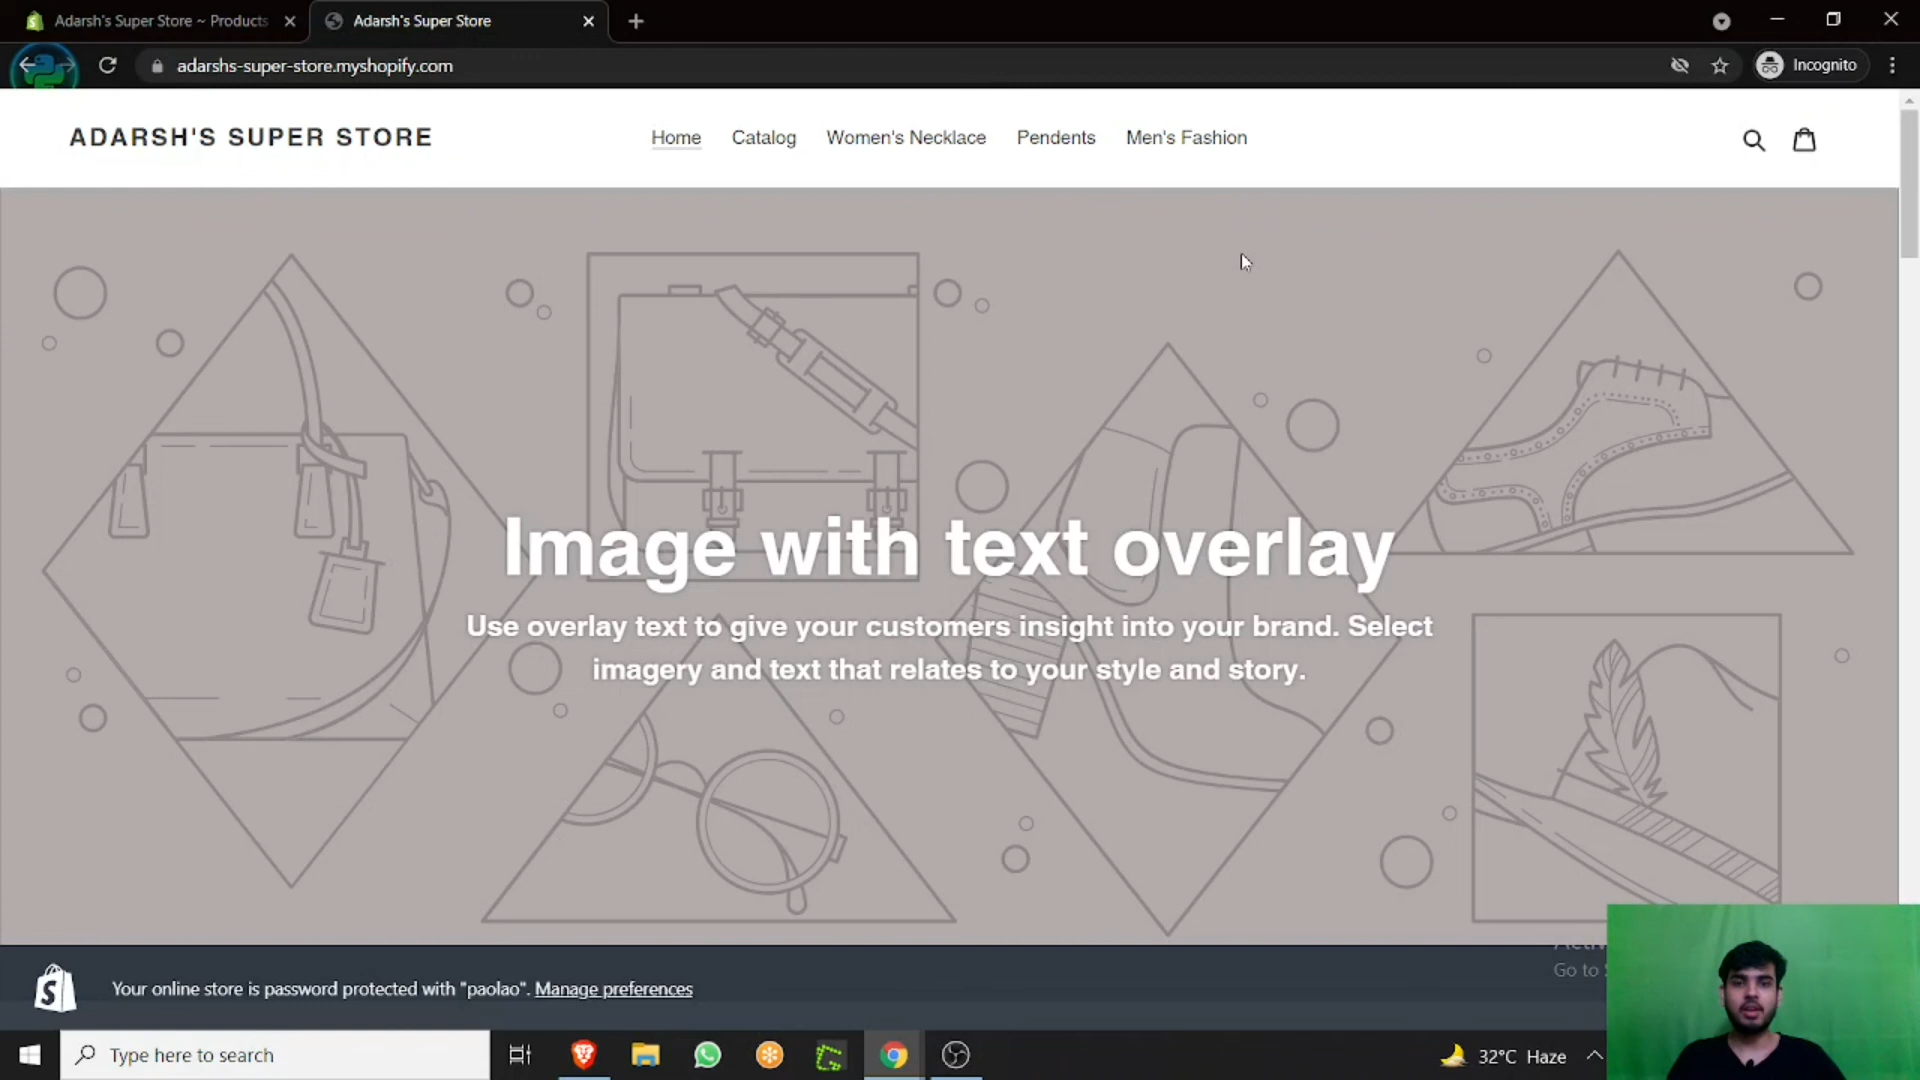 Adarsh's Super Store ~ Products
Adarsh's Super Store
adarshs-super-store.myshopify.com
Incognito
ADARSH'S SUPER STORE
Home Catalog Women's Necklace Pendents Men's Fashion
Image with text overlay
Use overlay text to give your customers insight into your brand. Select
imagery and text that relates to your style and story.
Go to
Your online store is password protected with "paolao". Manage preferences
Type here to search
32°C Haze